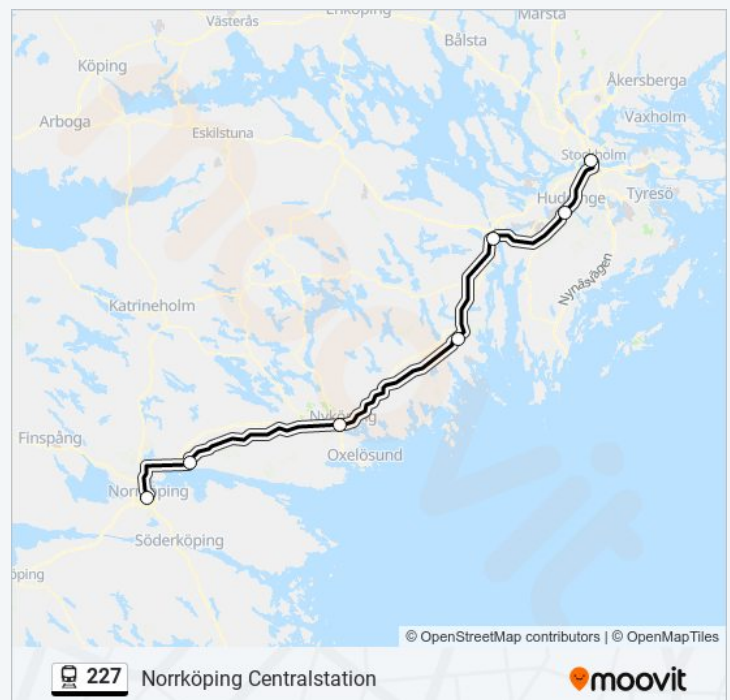 Enköping
Märsta
Västerås
Bålsta
Köping
Åkersberga
Arboga
Vaxholm
Eskilstuna
Stockholm
Huddinge
Tyresö
Nynäsvägen
Katrineholm
Nyköping
Finspång
Oxelösund
Norrköping
Söderköping
öping
© OpenStreetMap contributors | © OpenMapTiles
227 Norrköping Centralstation
moovit